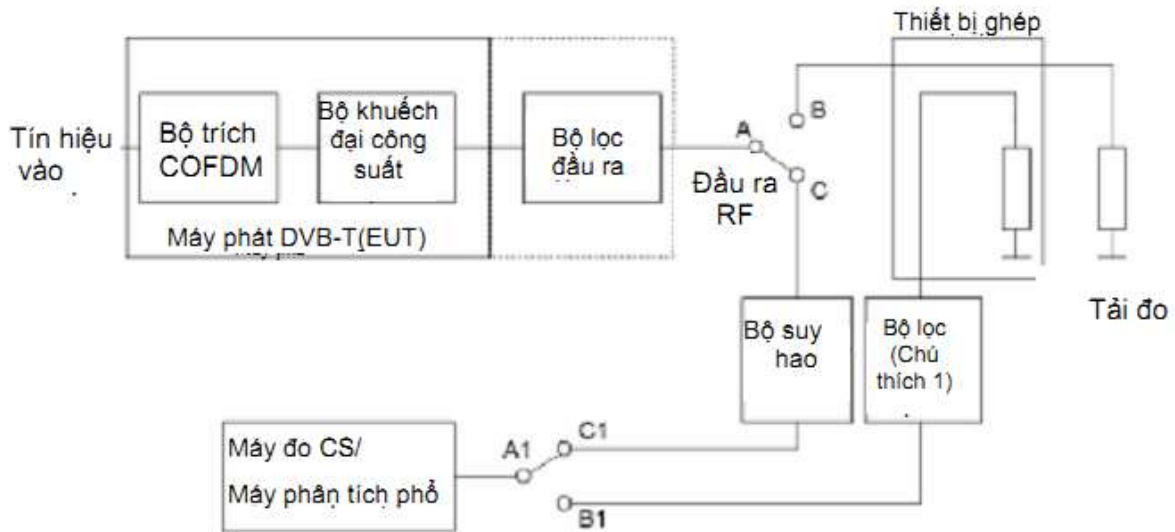 Thiết bị ghép
Tín hiệu
vào
Bộ trích
COFDM
Bộ khuếch
đại công
suất
Máy phát DVB-T(EUT)
Bộ lọc
đầu ra
A
B
C
Đầu ra
RF
Tải đo
Bộ suy
hao
Bộ lọc
(Chú
thích 1)
Máy đo CS/
Máy phân tích phổ
A1
C1
B1